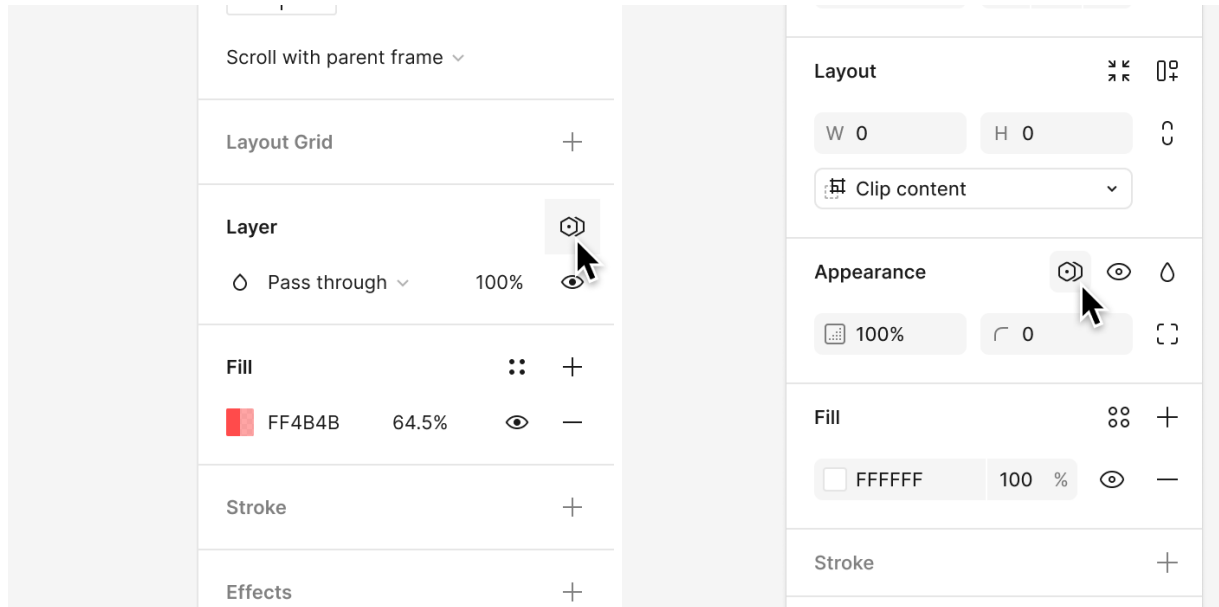 Scroll with parent frame
Layout Grid
Layer
Pass through 100%
Fill
FF4B4B 64.5%
Stroke
Effects
Layout
W 0 H 0
Clip content
Appearance
100% 0
Fill
FFFFFF 100 %
Stroke